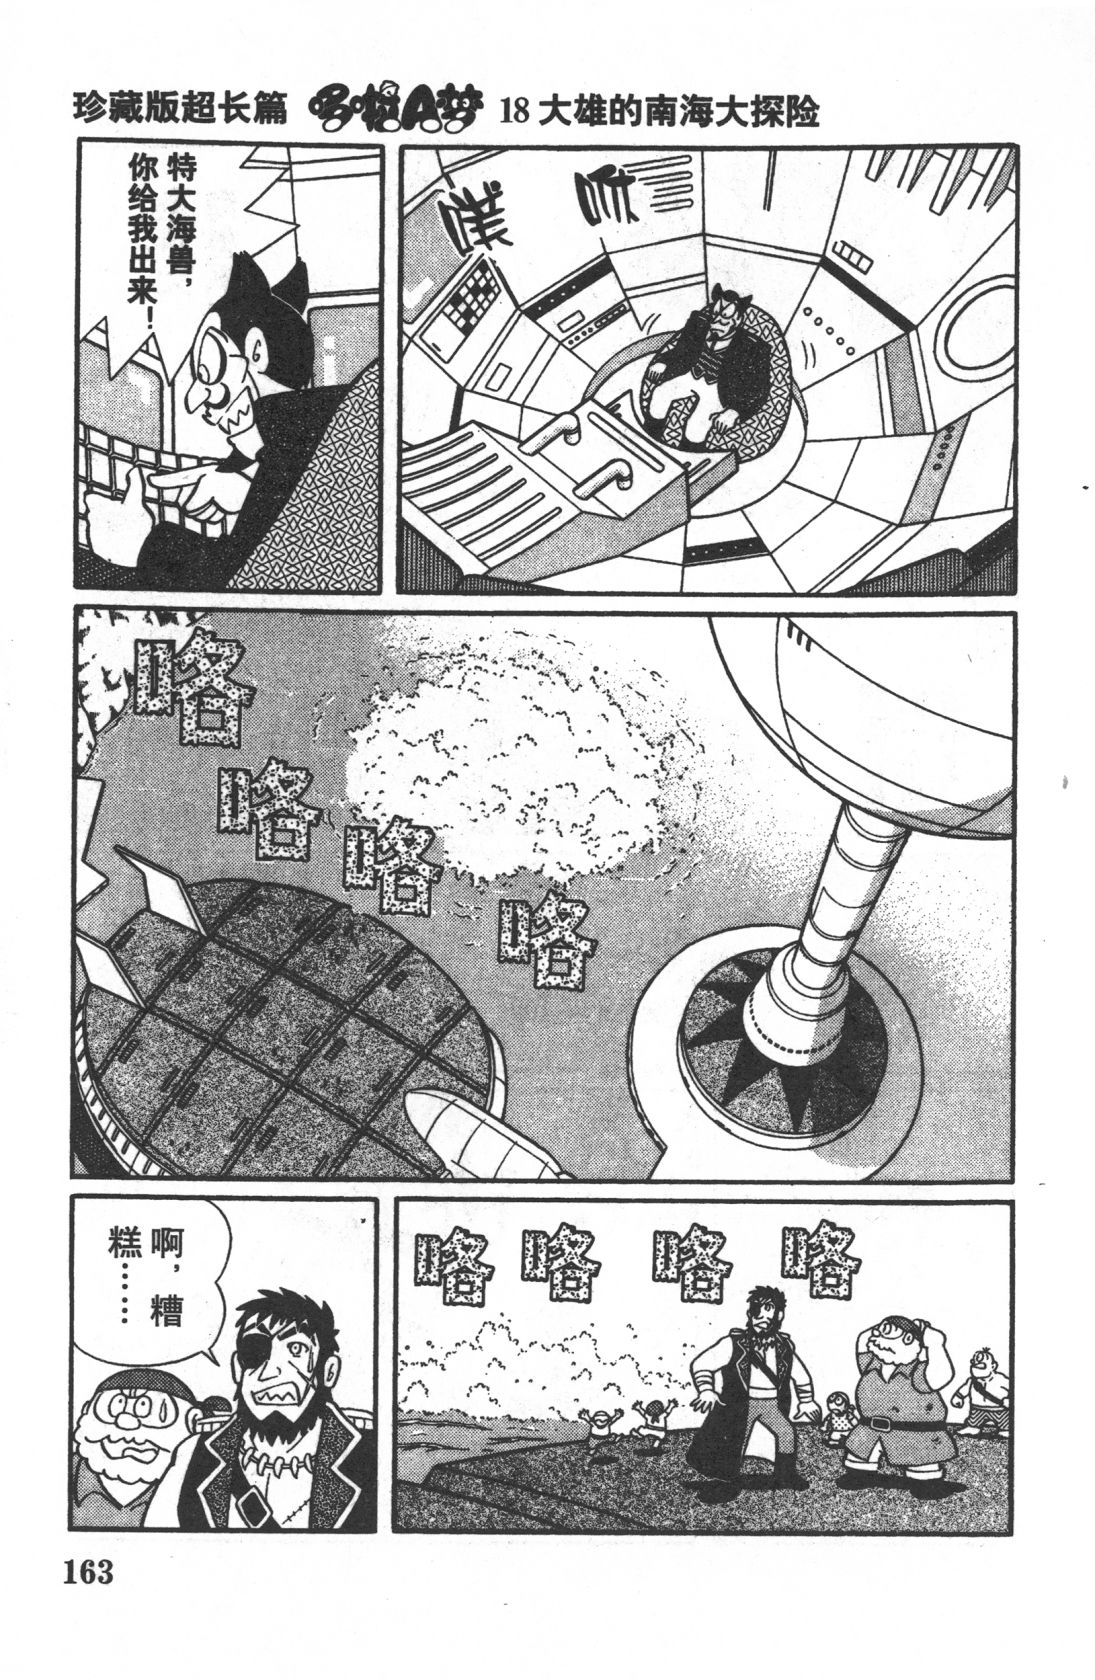 珍藏版超长篇 哆啦A梦 18 大雄的南海大探险
特大海兽，
你给我出来！
咯
咯
咯
咯
啊，糟
糕……
咯 咯 咯 咯
163